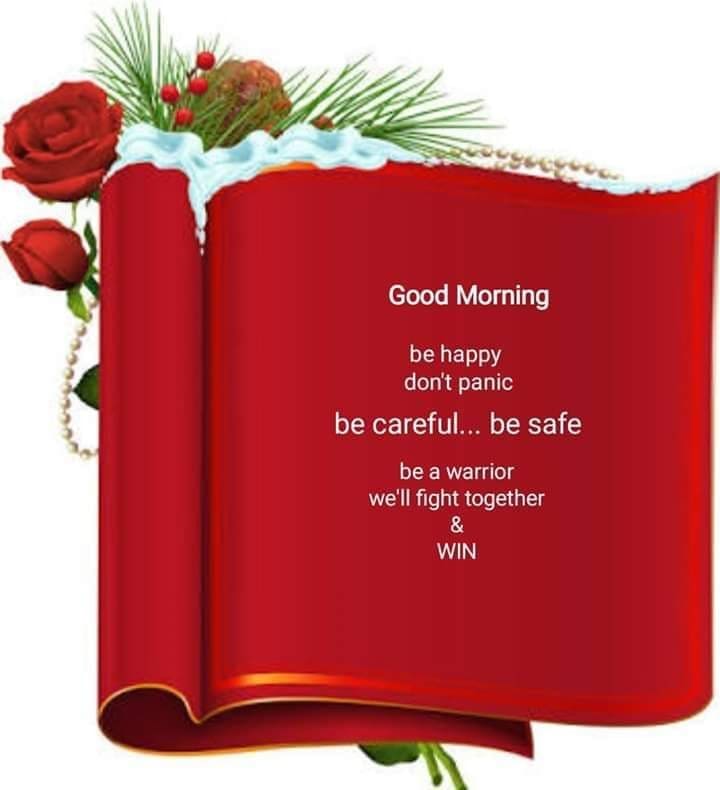 Good Morning
be happy
don't panic
be careful... be safe
be a warrior
we'll fight together
&
WIN